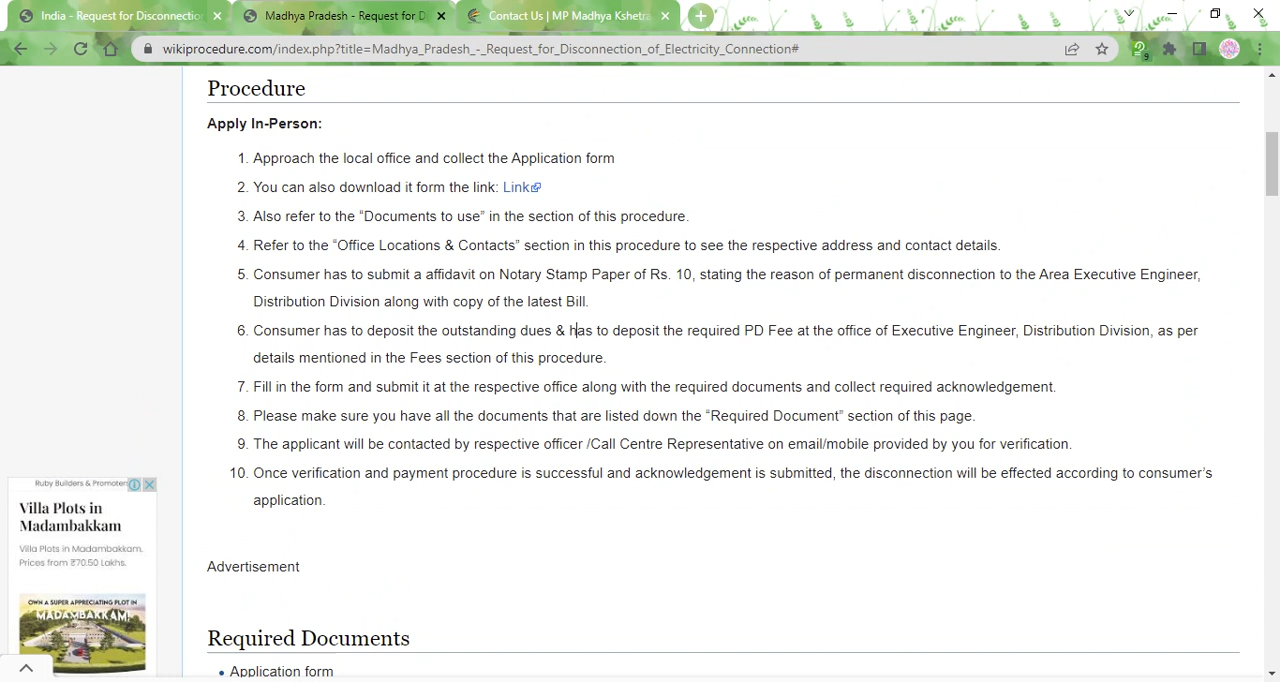 India - Request for Disconnectio
Madhya Pradesh - Request for D
Contact Us | MP Madhya Kshetra
wikiprocedure.com/index.php?title=Madhya_Pradesh_-_Request_for_Disconnection_of_Electricity_Connection#
9
Procedure
Apply In-Person:
1. Approach the local office and collect the Application form
2. You can also download it form the link: Link
3. Also refer to the “Documents to use” in the section of this procedure.
4. Refer to the “Office Locations & Contacts” section in this procedure to see the respective address and contact details.
5. Consumer has to submit a affidavit on Notary Stamp Paper of Rs. 10, stating the reason of permanent disconnection to the Area Executive Engineer,
Distribution Division along with copy of the latest Bill.
6. Consumer has to deposit the outstanding dues & has to deposit the required PD Fee at the office of Executive Engineer, Distribution Division, as per
details mentioned in the Fees section of this procedure.
7. Fill in the form and submit it at the respective office along with the required documents and collect required acknowledgement.
8. Please make sure you have all the documents that are listed down the “Required Document” section of this page.
9. The applicant will be contacted by respective officer /Call Centre Representative on email/mobile provided by you for verification.
10. Once verification and payment procedure is successful and acknowledgement is submitted, the disconnection will be effected according to consumer’s
application.
Ruby Builders & Promoters
Villa Plots in
Madambakkam
Villa Plots in Madambakkam.
Prices from ₹70.50 Lakhs.
OWN A SUPER APPRECIATING PLOT IN
MADAMBAKKAM
Advertisement
Required Documents
• Application form